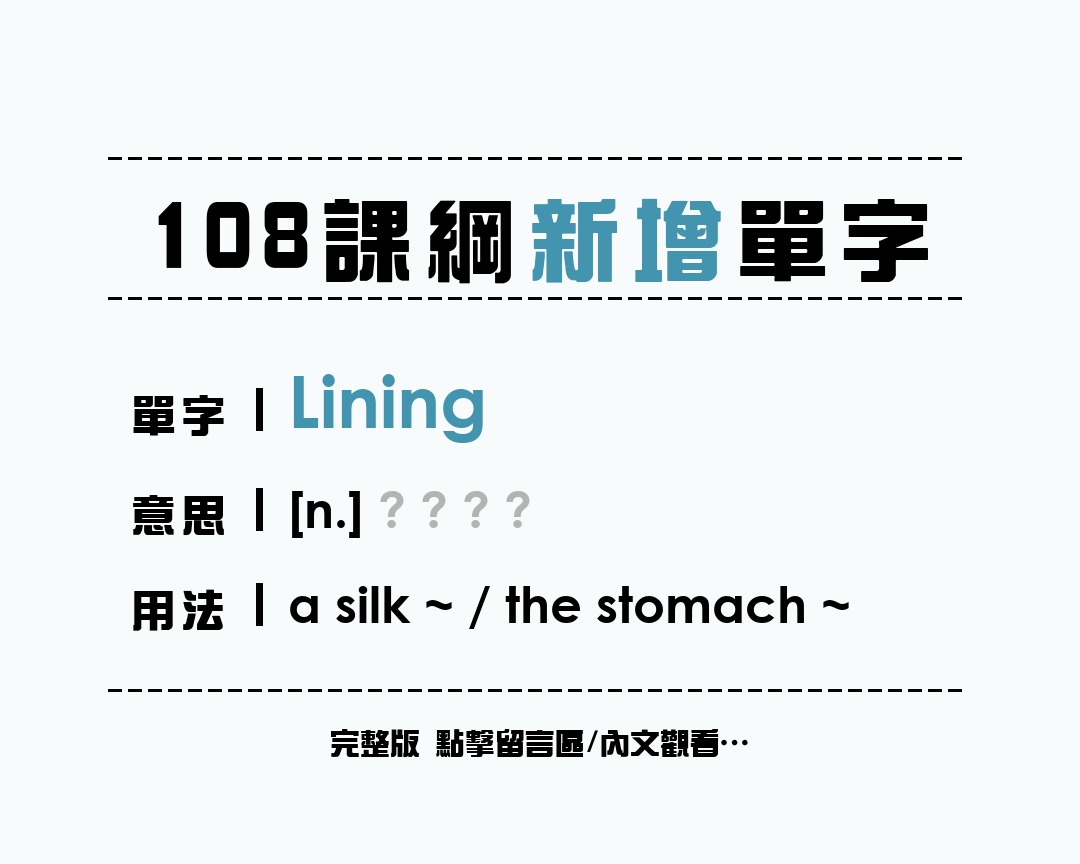 108課綱新增單字
單字 | Lining
意思 | [n.] ? ? ? ?
用法 | a silk ~ / the stomach ~
完整版 點擊留言區/內文觀看⋯